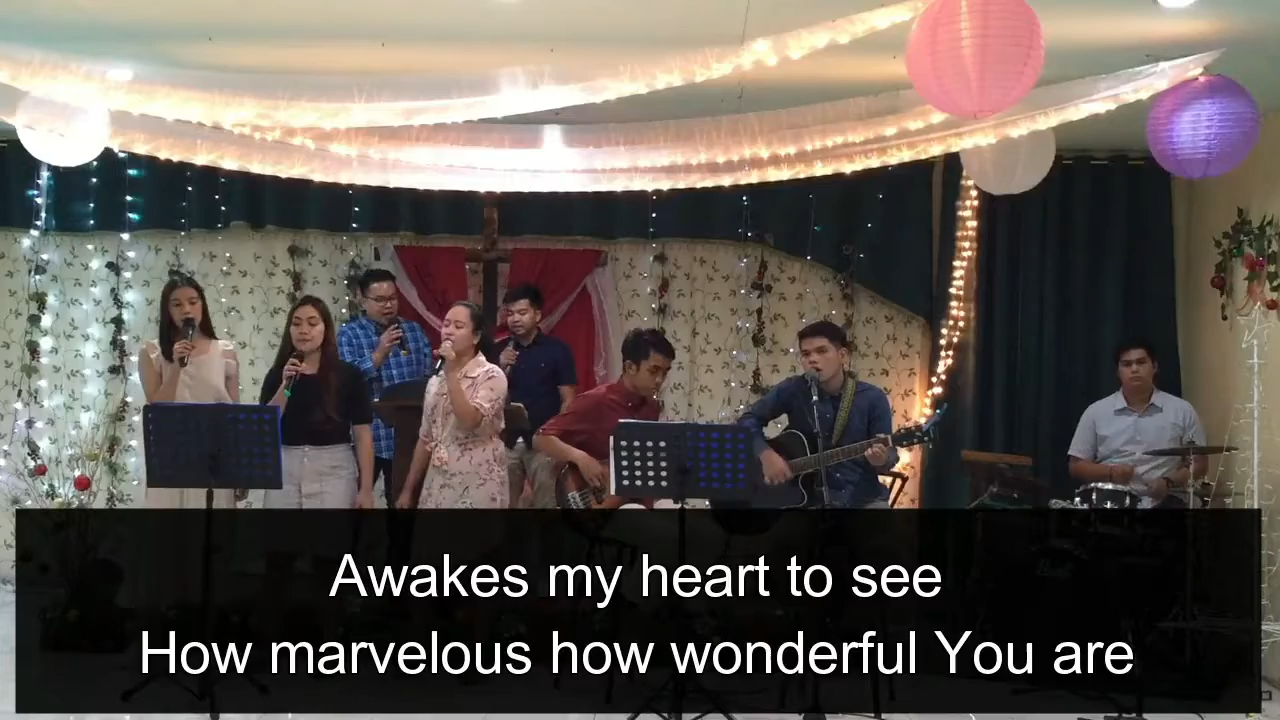 Awakes my heart to see
How marvelous how wonderful You are